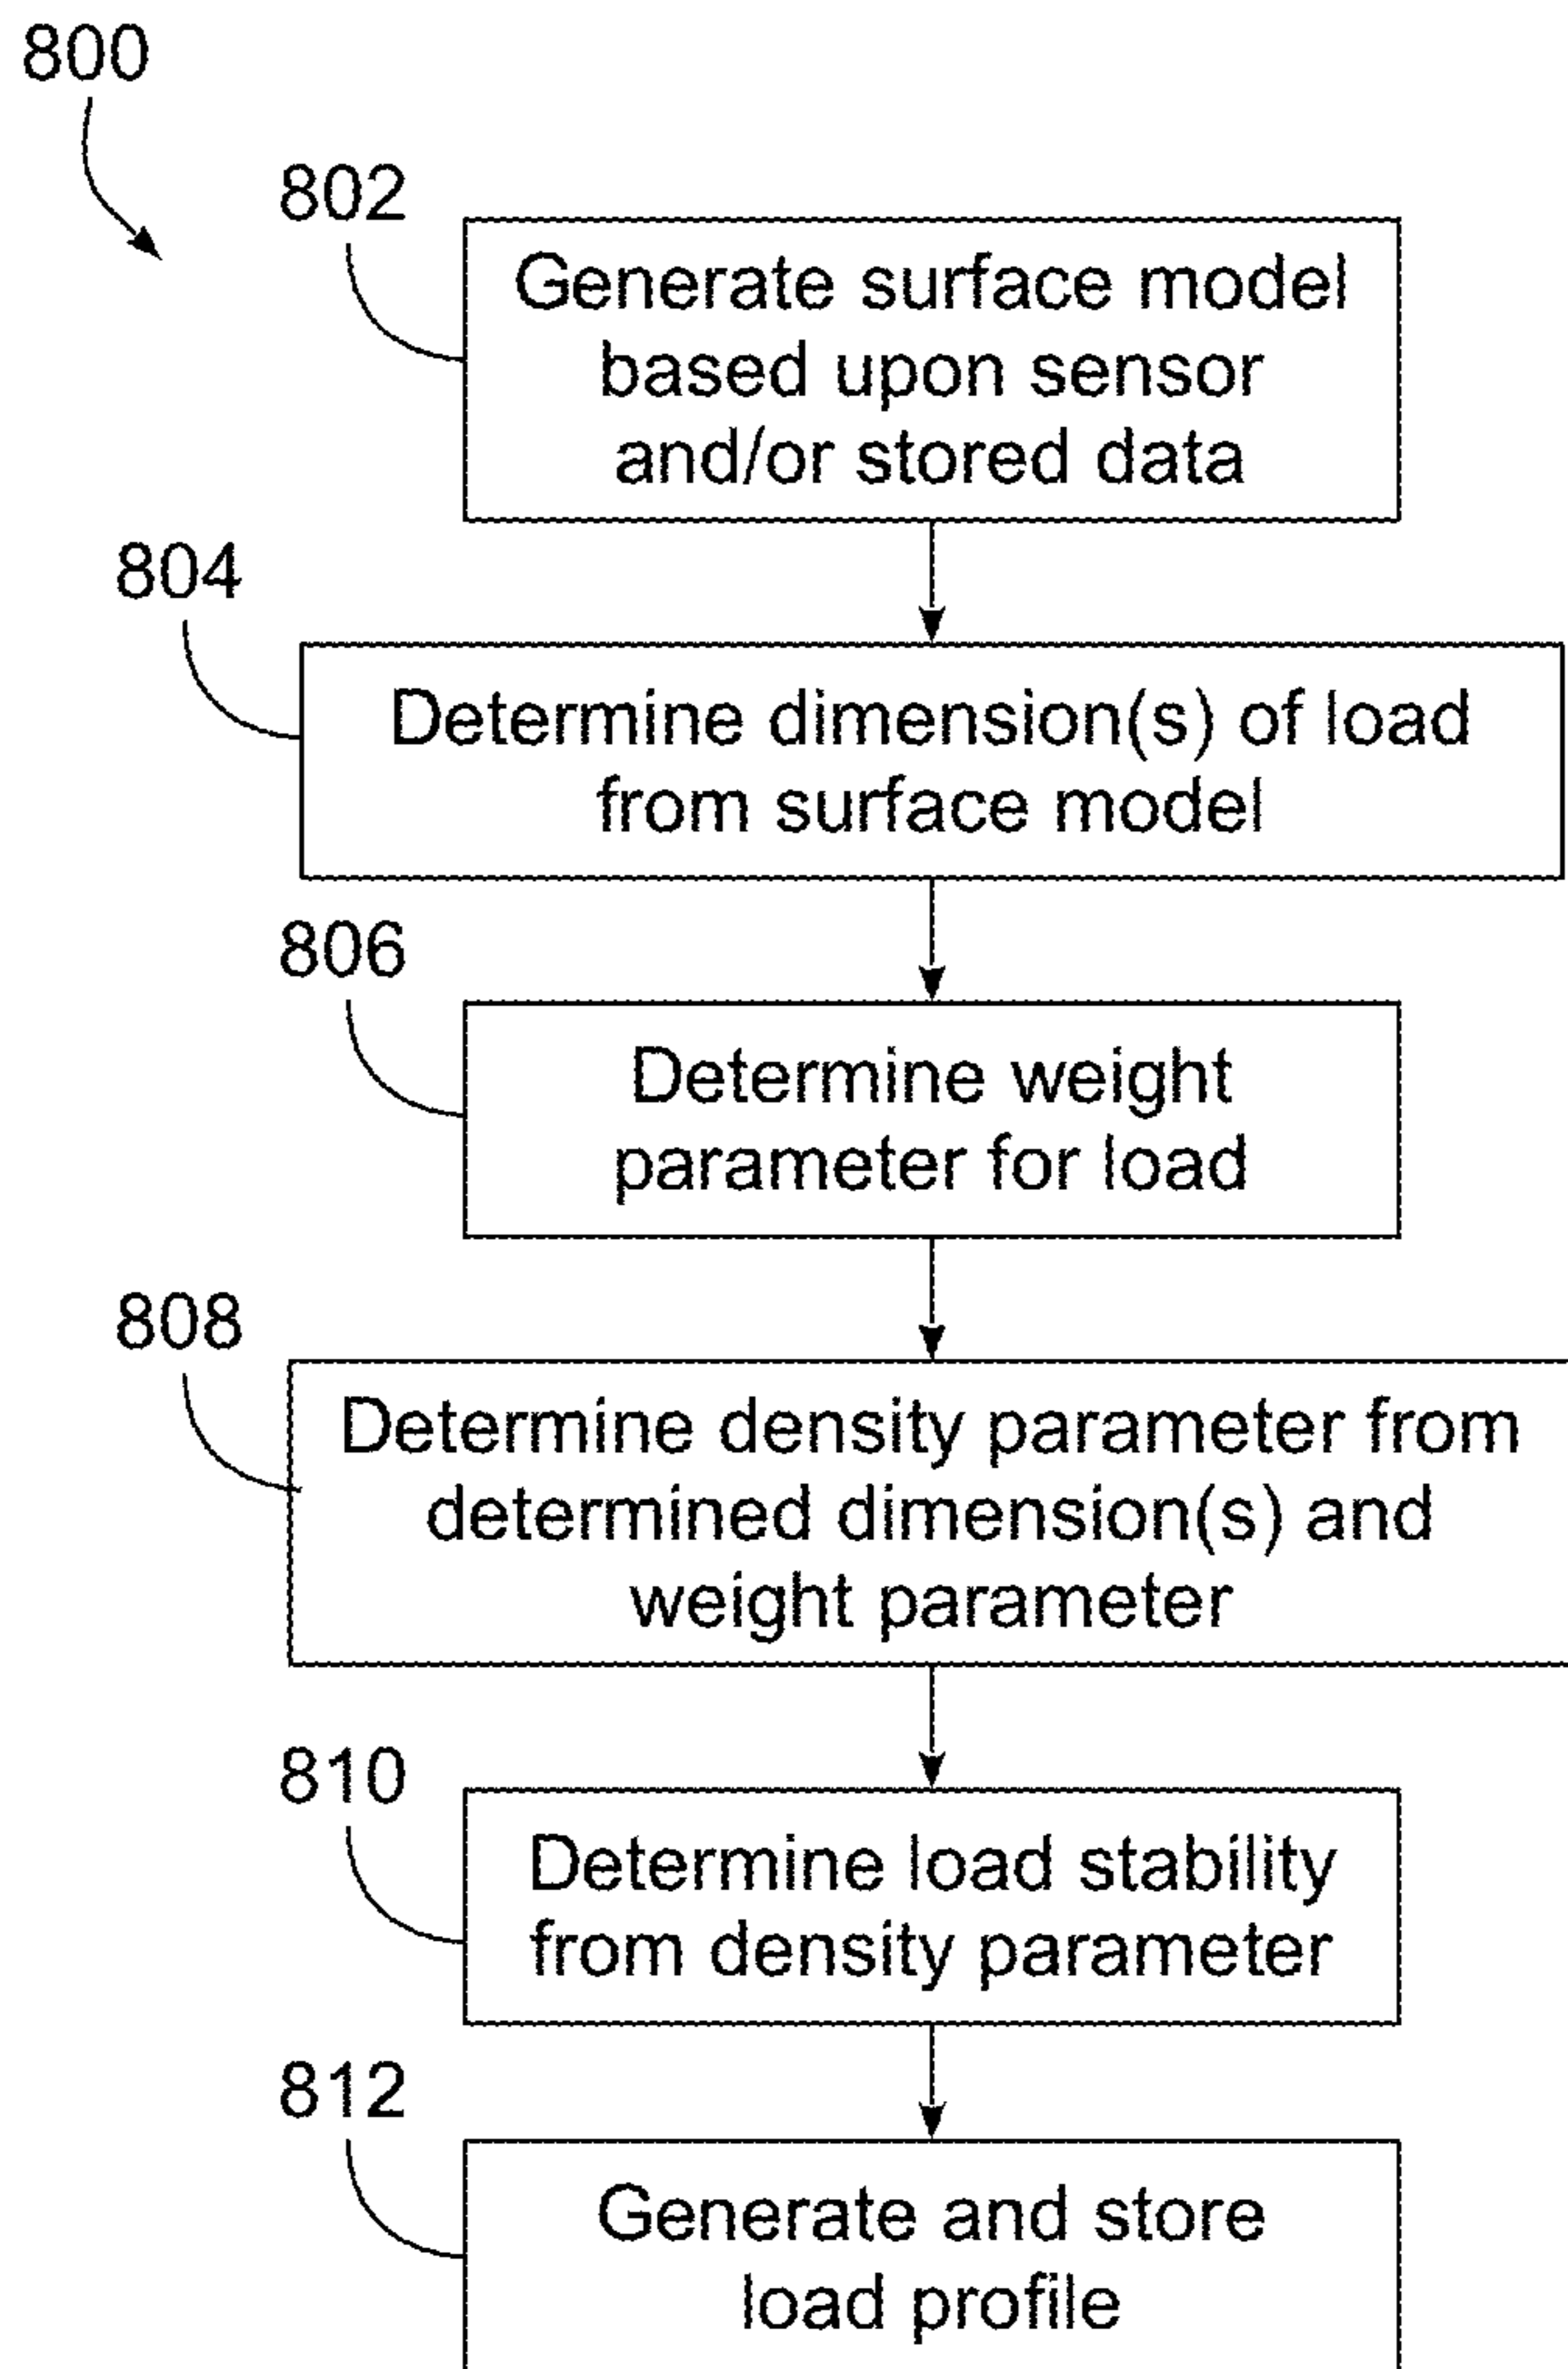 800
802
Generate surface model
based upon sensor
and/or stored data
804
Determine dimension(s) of load
from surface model
806
Determine weight
parameter for load
808
Determine density parameter from
determined dimension(s) and
weight parameter
810
Determine load stability
from density parameter
812
Generate and store
load profile